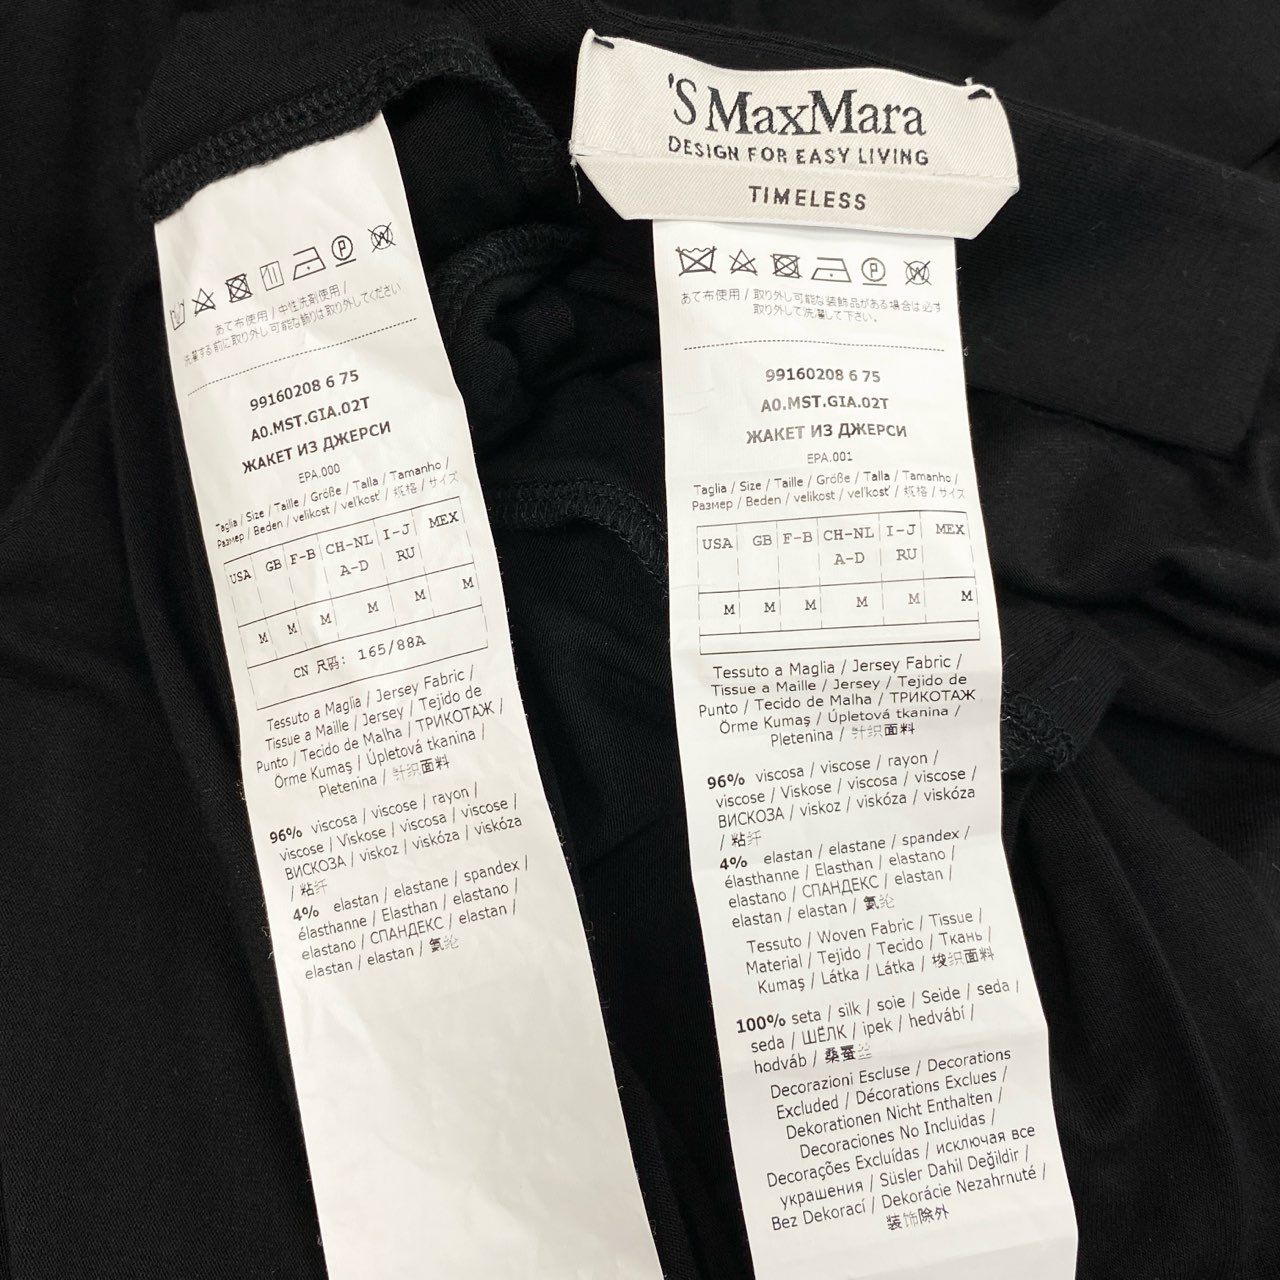 'S MaxMara
DESIGN FOR EASY LIVING
TIMELESS
あて布使用 / 中性洗剤使用 /
洗濯する前に取り外し可能な飾りは取り外してください
99160208 6 75
A0.MST.GIA.02T
ЖАКЕТ ИЗ ДЖЕРСИ
EPA.000
Taglia / Size / Taille / Größe / Talla / Tamanho /
Размер / Beden / velikost / veľkosť / 规格 / サイズ
USA GB F-B CH-NL I-J MEX
A-D RU
M M M M M M
CN 尺码: 165/88A
Tessuto a Maglia / Jersey Fabric /
Tissue a Maille / Jersey / Tejido de
Punto / Tecido de Malha / ТРИКОТАЖ /
Örme Kumaş / Úpletová tkanina /
Pletenina / 针织面料
96% viscosa / viscose / rayon /
viscose / Viskose / viscosa / viscose /
ВИСКОЗА / viskoz / viskóza / viskóza
/ 粘纤
4% elastan / elastane / spandex /
élasthanne / Elasthan / elastano /
elastano / СПАНДЕКС / elastan /
elastan / elastan / 氨纶
あて布使用 / 取り外し可能な装飾品がある場合は必ず
取り外して洗濯して下さい。
99160208 6 75
A0.MST.GIA.02T
ЖАКЕТ ИЗ ДЖЕРСИ
EPA.001
Taglia / Size / Taille / Größe / Talla / Tamanho /
Размер / Beden / velikost / veľkosť / 规格 / サイズ
USA GB F-B CH-NL I-J MEX
A-D RU
M M M M M M
Tessuto a Maglia / Jersey Fabric /
Tissue a Maille / Jersey / Tejido de
Punto / Tecido de Malha / ТРИКОТАЖ /
Örme Kumaş / Úpletová tkanina /
Pletenina / 针织面料
96% viscosa / viscose / rayon /
viscose / Viskose / viscosa / viscose /
ВИСКОЗА / viskoz / viskóza / viskóza
/ 粘纤
4% elastan / elastane / spandex /
élasthanne / Elasthan / elastano /
elastano / СПАНДЕКС / elastan /
elastan / elastan / 氨纶
Tessuto / Woven Fabric / Tissue /
Material / Tejido / Tecido / Ткань /
Kumaş / Látka / Látka / 梭织面料
100% seta / silk / soie / Seide / seda /
seda / ШЁЛК / ipek / hedvábí /
hodváb / 桑蚕丝
Decorazioni Escluse / Decorations
Excluded / Décorations Exclues /
Dekorationen Nicht Enthalten /
Decoraciones No Incluidas /
Decorações Excluídas / исключая все
украшения / Süsler Dahil Değildir /
Bez Dekorací / Dekorácie Nezahrnuté /
装饰除外